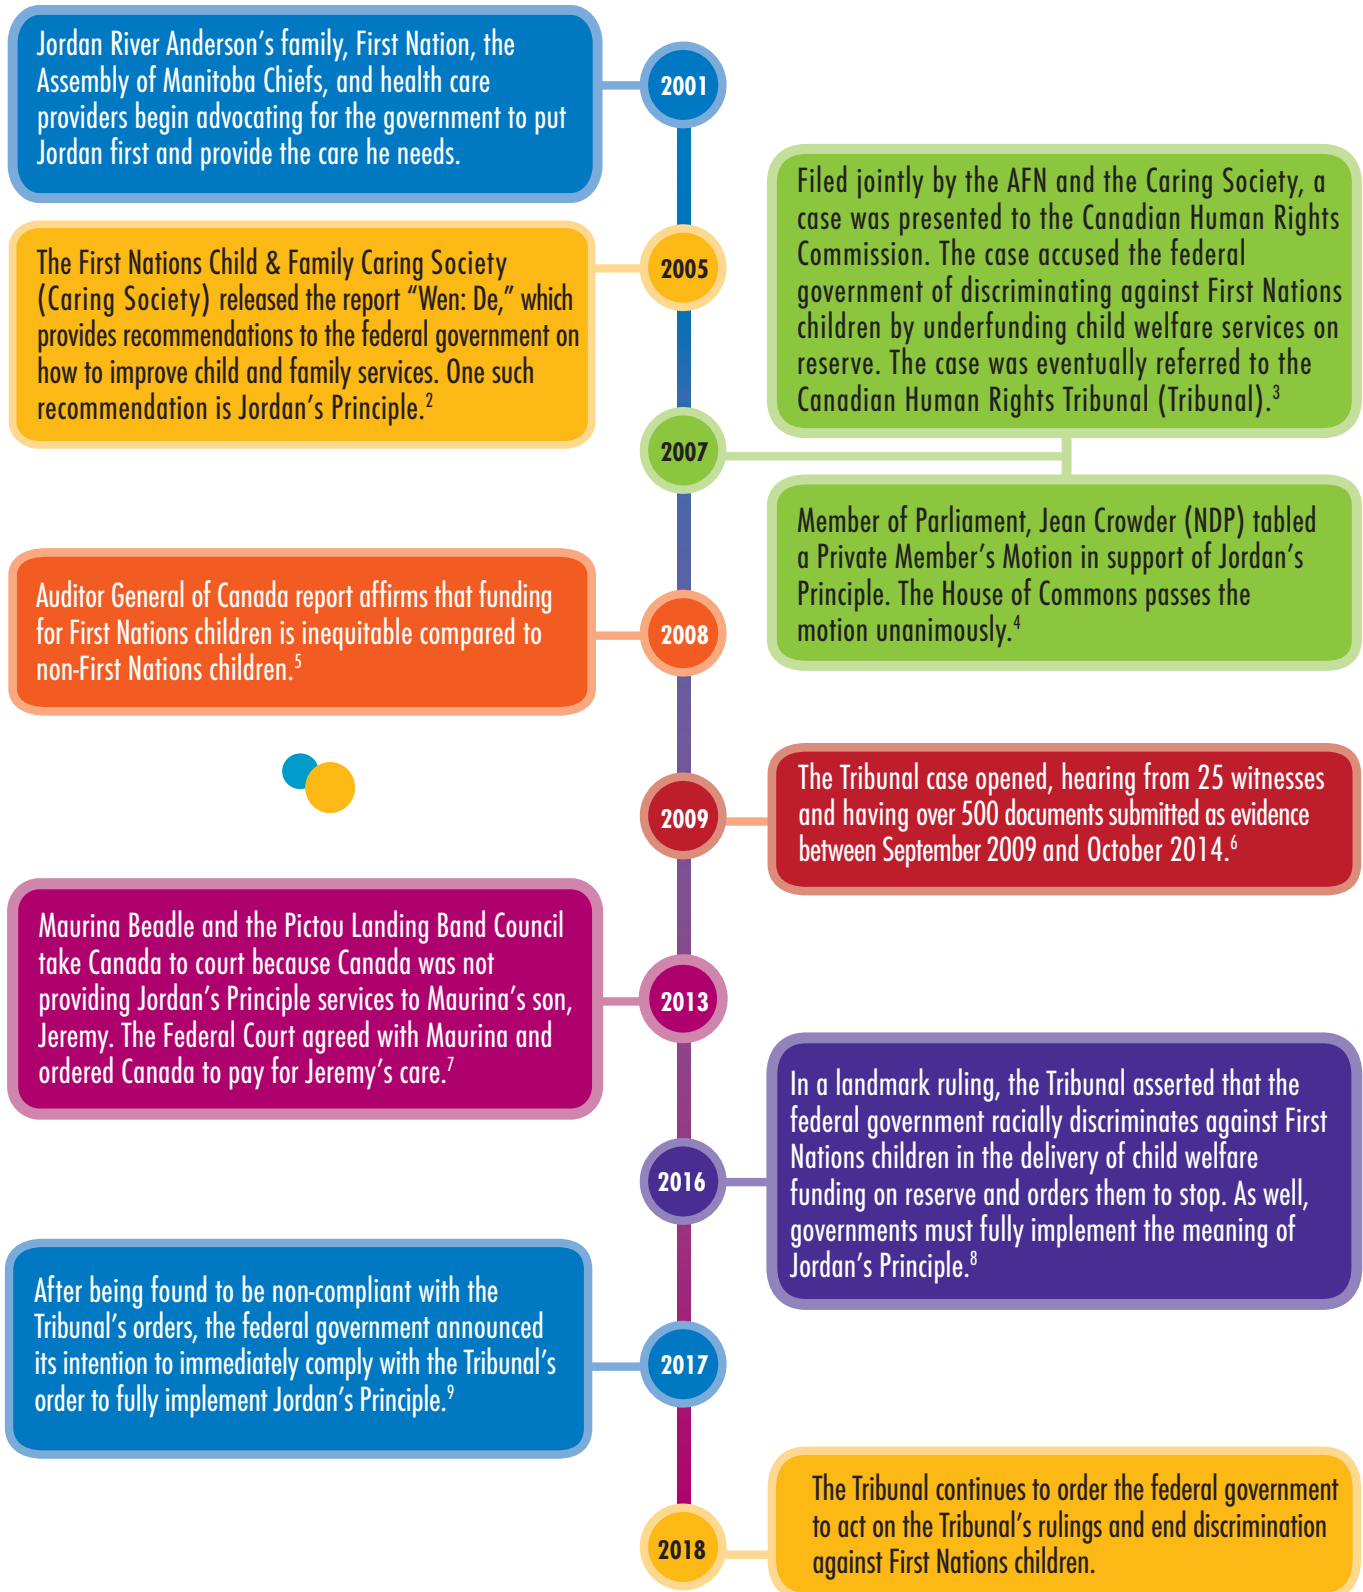 2001
Jordan River Anderson’s family, First Nation, the
Assembly of Manitoba Chiefs, and health care
providers begin advocating for the government to put
Jordan first and provide the care he needs.
2005
The First Nations Child & Family Caring Society
(Caring Society) released the report “Wen: De,” which
provides recommendations to the federal government on
how to improve child and family services. One such
recommendation is Jordan’s Principle.2
2007
Filed jointly by the AFN and the Caring Society, a
case was presented to the Canadian Human Rights
Commission. The case accused the federal
government of discriminating against First Nations
children by underfunding child welfare services on
reserve. The case was eventually referred to the
Canadian Human Rights Tribunal (Tribunal).3
Member of Parliament, Jean Crowder (NDP) tabled
a Private Member’s Motion in support of Jordan’s
Principle. The House of Commons passes the
motion unanimously.4
2008
Auditor General of Canada report affirms that funding
for First Nations children is inequitable compared to
non-First Nations children.5
2009
The Tribunal case opened, hearing from 25 witnesses
and having over 500 documents submitted as evidence
between September 2009 and October 2014.6
2013
Maurina Beadle and the Pictou Landing Band Council
take Canada to court because Canada was not
providing Jordan’s Principle services to Maurina’s son,
Jeremy. The Federal Court agreed with Maurina and
ordered Canada to pay for Jeremy’s care.7
2016
In a landmark ruling, the Tribunal asserted that the
federal government racially discriminates against First
Nations children in the delivery of child welfare
funding on reserve and orders them to stop. As well,
governments must fully implement the meaning of
Jordan’s Principle.8
2017
After being found to be non-compliant with the
Tribunal’s orders, the federal government announced
its intention to immediately comply with the Tribunal’s
order to fully implement Jordan’s Principle.9
2018
The Tribunal continues to order the federal government
to act on the Tribunal’s rulings and end discrimination
against First Nations children.